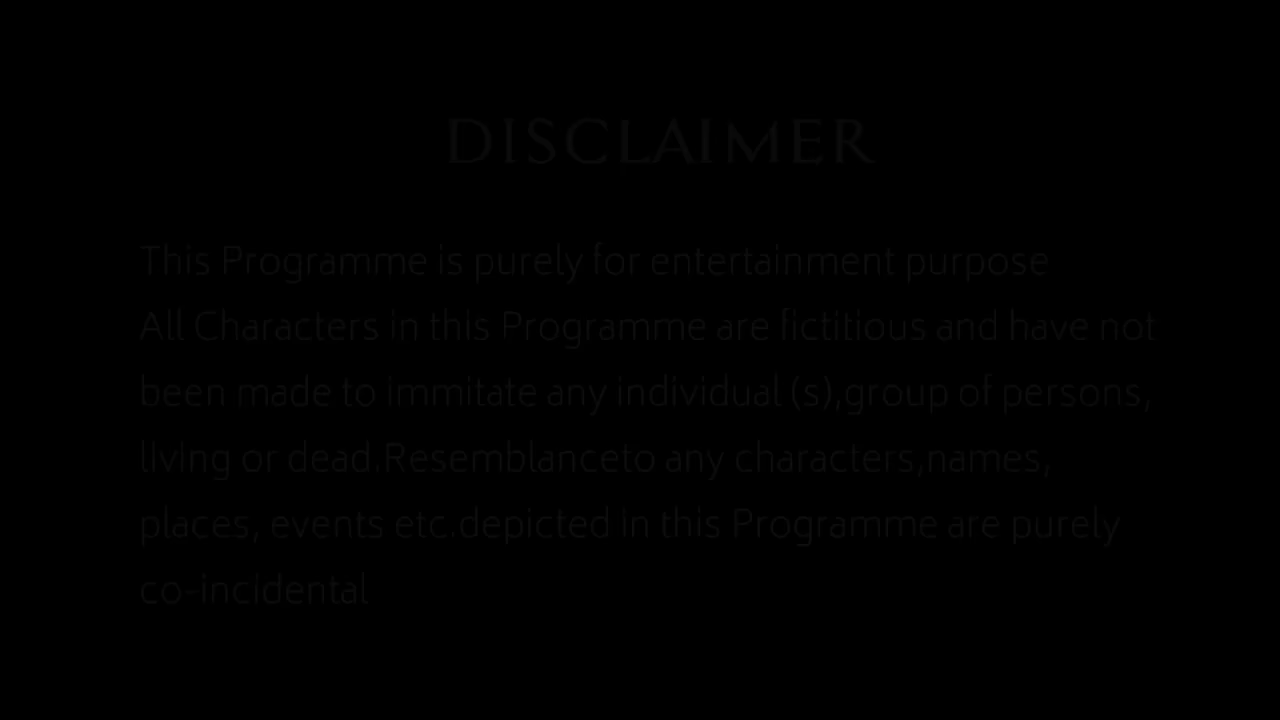 DISCLAIMER
This Programme is purely for entertainment purpose
All Characters in this Programme are fictitious and have not
been made to immitate any individual (s),group of persons,
living or dead.Resemblanceto any characters,names,
places, events etc.depicted in this Programme are purely
co-incidental